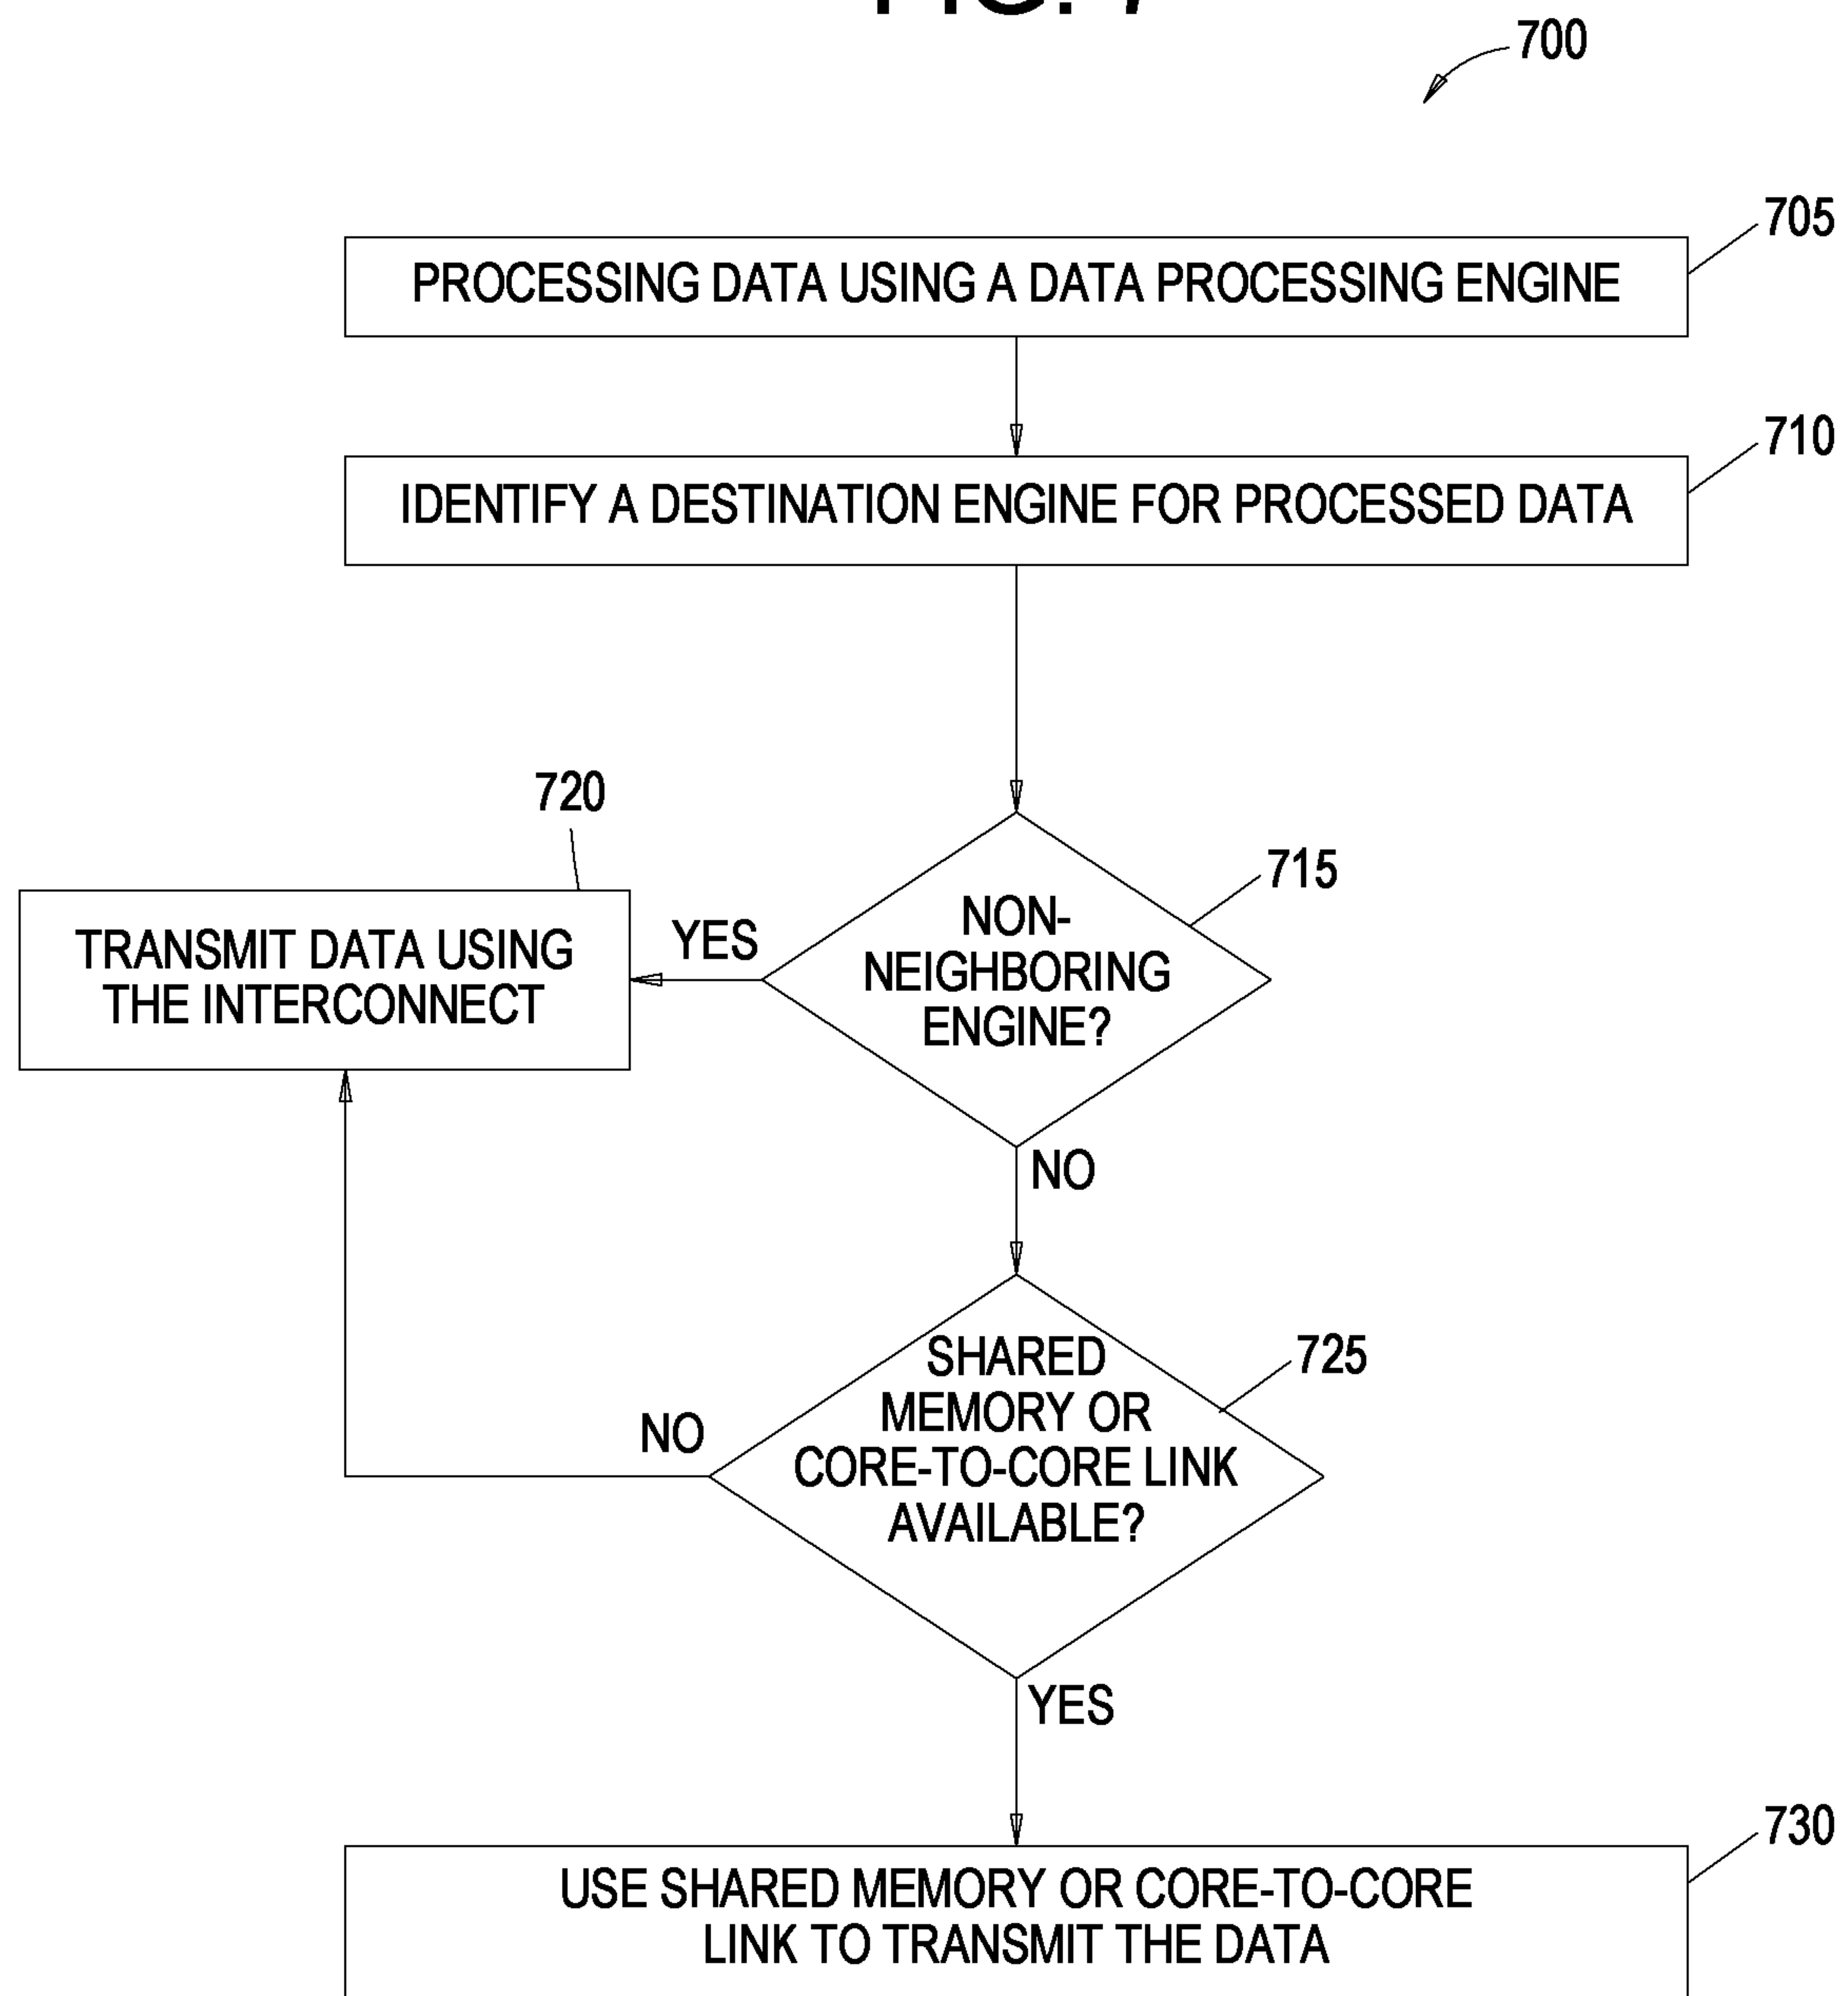 FIG. 7
700
705
PROCESSING DATA USING A DATA PROCESSING ENGINE
710
IDENTIFY A DESTINATION ENGINE FOR PROCESSED DATA
720
715
TRANSMIT DATA USING
THE INTERCONNECT
YES
NON-
NEIGHBORING
ENGINE?
NO
725
SHARED
MEMORY OR
CORE-TO-CORE LINK
AVAILABLE?
NO
YES
730
USE SHARED MEMORY OR CORE-TO-CORE
LINK TO TRANSMIT THE DATA